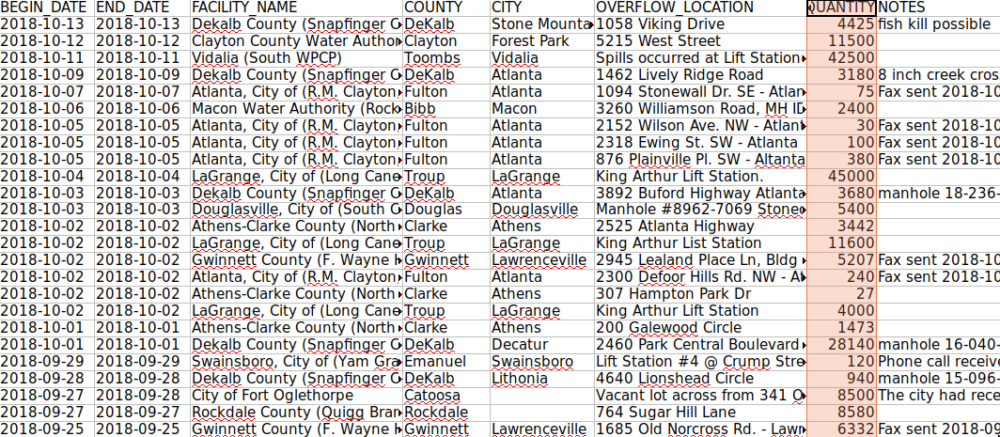 BEGIN_DATE END_DATE FACILITY_NAME COUNTY CITY OVERFLOW_LOCATION QUANTITY NOTES
2018-10-13 2018-10-13 Dekalb County (Snapfinger C DeKalb Stone Mounta 1058 Viking Drive 4425 fish kill possible
2018-10-12 2018-10-12 Clayton County Water Author Clayton Forest Park 5215 West Street 11500
2018-10-11 2018-10-11 Vidalia (South WPCP) Toombs Vidalia Spills occurred at Lift Station 42500
2018-10-09 2018-10-09 Dekalb County (Snapfinger C DeKalb Atlanta 1462 Lively Ridge Road 3180 8 inch creek cros
2018-10-07 2018-10-07 Atlanta, City of (R.M. Clayton, Fulton Atlanta 1094 Stonewall Dr. SE - Atlan 75 Fax sent 2018-10
2018-10-06 2018-10-06 Macon Water Authority (Rock Bibb Macon 3260 Williamson Road, MH ID 2400
2018-10-05 2018-10-05 Atlanta, City of (R.M. Clayton, Fulton Atlanta 2152 Wilson Ave. NW - Atlant 30 Fax sent 2018-10
2018-10-05 2018-10-05 Atlanta, City of (R.M. Clayton, Fulton Atlanta 2318 Ewing St. SW - Atlanta 100 Fax sent 2018-10
2018-10-05 2018-10-05 Atlanta, City of (R.M. Clayton, Fulton Atlanta 876 Plainville Pl. SW - Altanta 380 Fax sent 2018-10
2018-10-04 2018-10-04 LaGrange, City of (Long Cane Troup LaGrange King Arthur Lift Station. 45000
2018-10-03 2018-10-03 Dekalb County (Snapfinger C DeKalb Atlanta 3892 Buford Highway Atlanta 3680 manhole 18-236-
2018-10-03 2018-10-03 Douglasville, City of (South C Douglas Douglasville Manhole #8962-7069 Stone 5400
2018-10-02 2018-10-02 Athens-Clarke County (North Clarke Athens 2525 Atlanta Highway 3442
2018-10-02 2018-10-02 LaGrange, City of (Long Cane Troup LaGrange King Arthur List Station 11600
2018-10-02 2018-10-02 Gwinnett County (F. Wayne H Gwinnett Lawrenceville 2945 Lealand Place Ln, Bldg 5207 Fax sent 2018-10
2018-10-02 2018-10-02 Atlanta, City of (R.M. Clayton, Fulton Atlanta 2300 Defoor Hills Rd. NW - At 240 Fax sent 2018-10
2018-10-02 2018-10-02 Athens-Clarke County (North Clarke Athens 307 Hampton Park Dr 27
2018-10-02 2018-10-02 LaGrange, City of (Long Cane Troup LaGrange King Arthur Lift Station 4000
2018-10-01 2018-10-01 Athens-Clarke County (North Clarke Athens 200 Galewood Circle 1473
2018-10-01 2018-10-01 Dekalb County (Snapfinger C DeKalb Decatur 2460 Park Central Boulevard 28140 manhole 16-040-
2018-09-29 2018-09-29 Swainsboro, City of (Yam Gra Emanuel Swainsboro Lift Station #4 @ Crump Stre 120 Phone call receive
2018-09-28 2018-09-28 Dekalb County (Snapfinger C DeKalb Lithonia 4640 Lionshead Circle 940 manhole 15-096-
2018-09-27 2018-09-28 City of Fort Oglethorpe Catoosa Vacant lot across from 341 O 8500 The city had rece
2018-09-27 2018-09-27 Rockdale County (Quigg Bran Rockdale 764 Sugar Hill Lane 8580
2018-09-25 2018-09-25 Gwinnett County (F. Wayne H Gwinnett Lawrenceville 1685 Old Norcross Rd. - Lawr 6332 Fax sent 2018-09